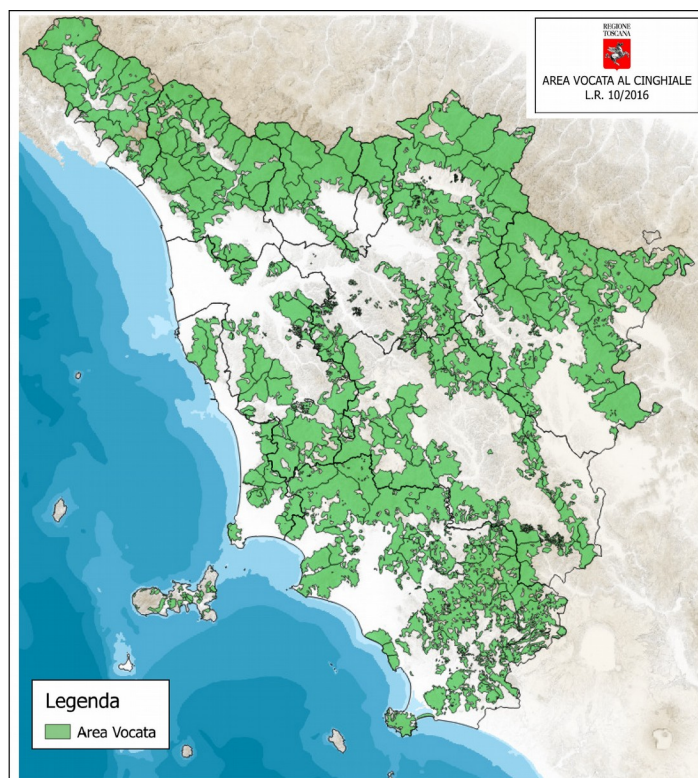 REGIONE
TOSCANA
AREA VOCATA AL CINGHIALE
L.R. 10/2016
Legenda
Area Vocata